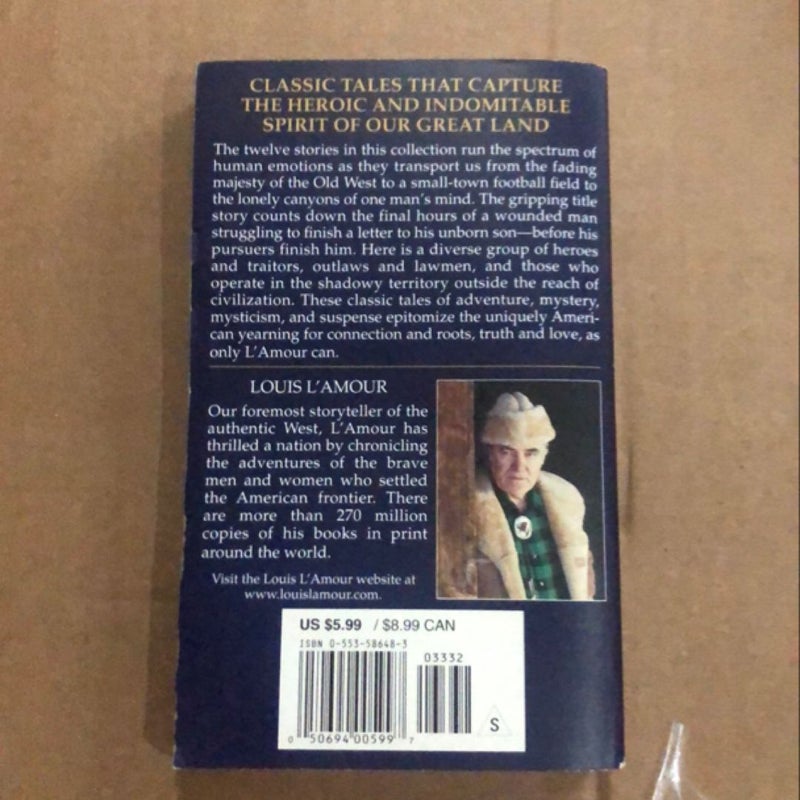 CLASSIC TALES THAT CAPTURE
THE HEROIC AND INDOMITABLE
SPIRIT OF OUR GREAT LAND
The twelve stories in this collection run the spectrum of
human emotions as they transport us from the fading
majesty of the Old West to a small-town football field to
the lonely canyons of one man's mind. The gripping title
story counts down the final hours of a wounded man
struggling to finish a letter to his unborn son—before his
pursuers finish him. Here is a diverse group of heroes
and traitors, outlaws and lawmen, and those who
operate in the shadowy territory outside the reach of
civilization. These classic tales of adventure, mystery,
mysticism, and suspense epitomize the uniquely Ameri-
can yearning for connection and roots, truth and love, as
only L'Amour can.
LOUIS L'AMOUR
Our foremost storyteller of the
authentic West, L'Amour has
thrilled a nation by chronicling
the adventures of the brave
men and women who settled
the American frontier. There
are more than 270 million
copies of his books in print
around the world.
Visit the Louis L'Amour website at
www.louislamour.com.
US $5.99 / $8.99 CAN
ISBN 0-553-58648-3
03332
S
0 50694 00599 7